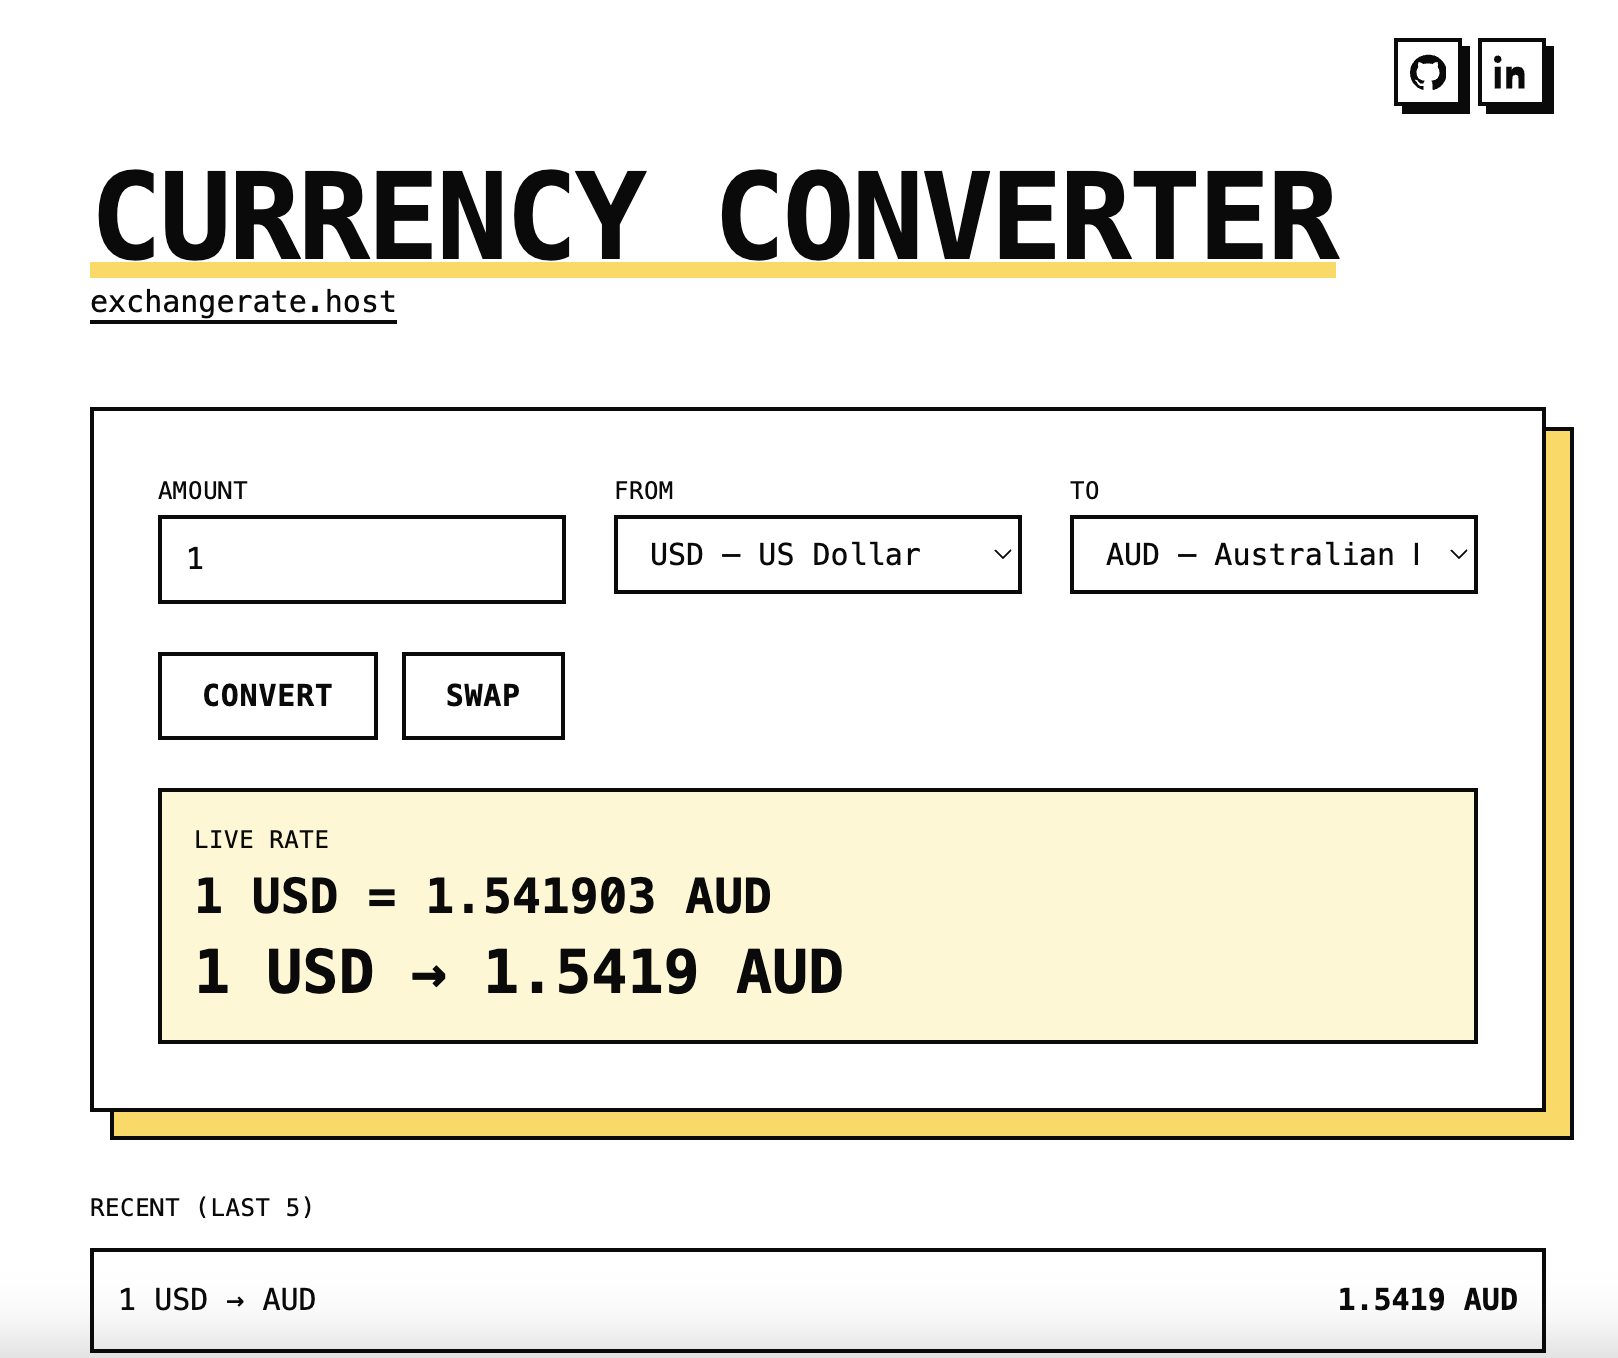 in
CURRENCY CONVERTER
exchangerate.host
AMOUNT FROM TO
1 USD — US Dollar AUD — Australian
CONVERT SWAP
LIVE RATE
1 USD = 1.541903 AUD
1 USD → 1.5419 AUD
RECENT (LAST 5)
1 USD → AUD 1.5419 AUD